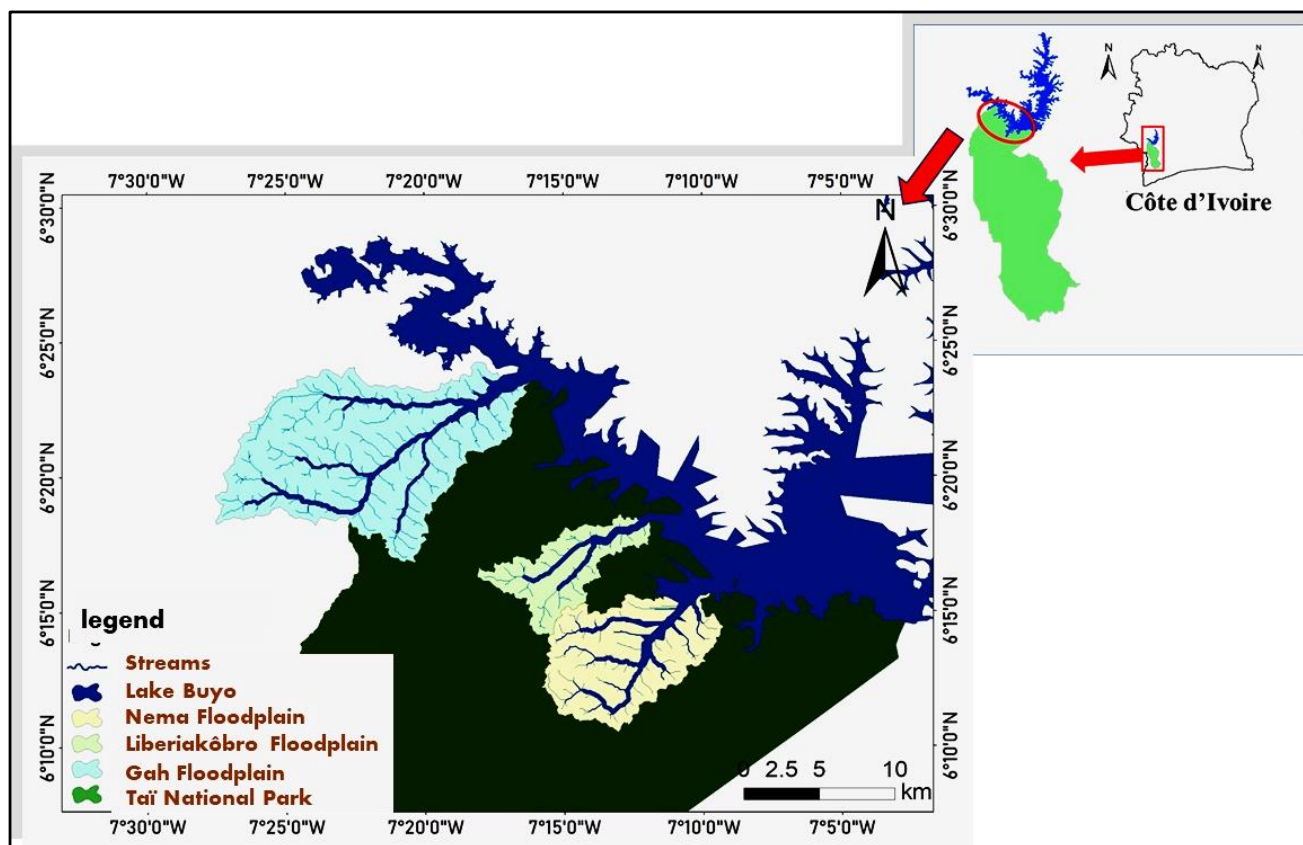 N
N
Côte d'Ivoire
7°30'0"W 7°25'0"W 7°20'0"W 7°15'0"W 7°10'0"W 7°5'0"W
6°30'0"N
6°30'0"N
N
6°25'0"N
6°25'0"N
6°20'0"N
6°20'0"N
6°15'0"N
6°15'0"N
6°10'0"N
6°10'0"N
legend
Streams
Lake Buyo
Nema Floodplain
Liberiakôbro Floodplain
Gah Floodplain
Taï National Park
0 2.5 5 10
km
7°30'0"W 7°25'0"W 7°20'0"W 7°15'0"W 7°10'0"W 7°5'0"W